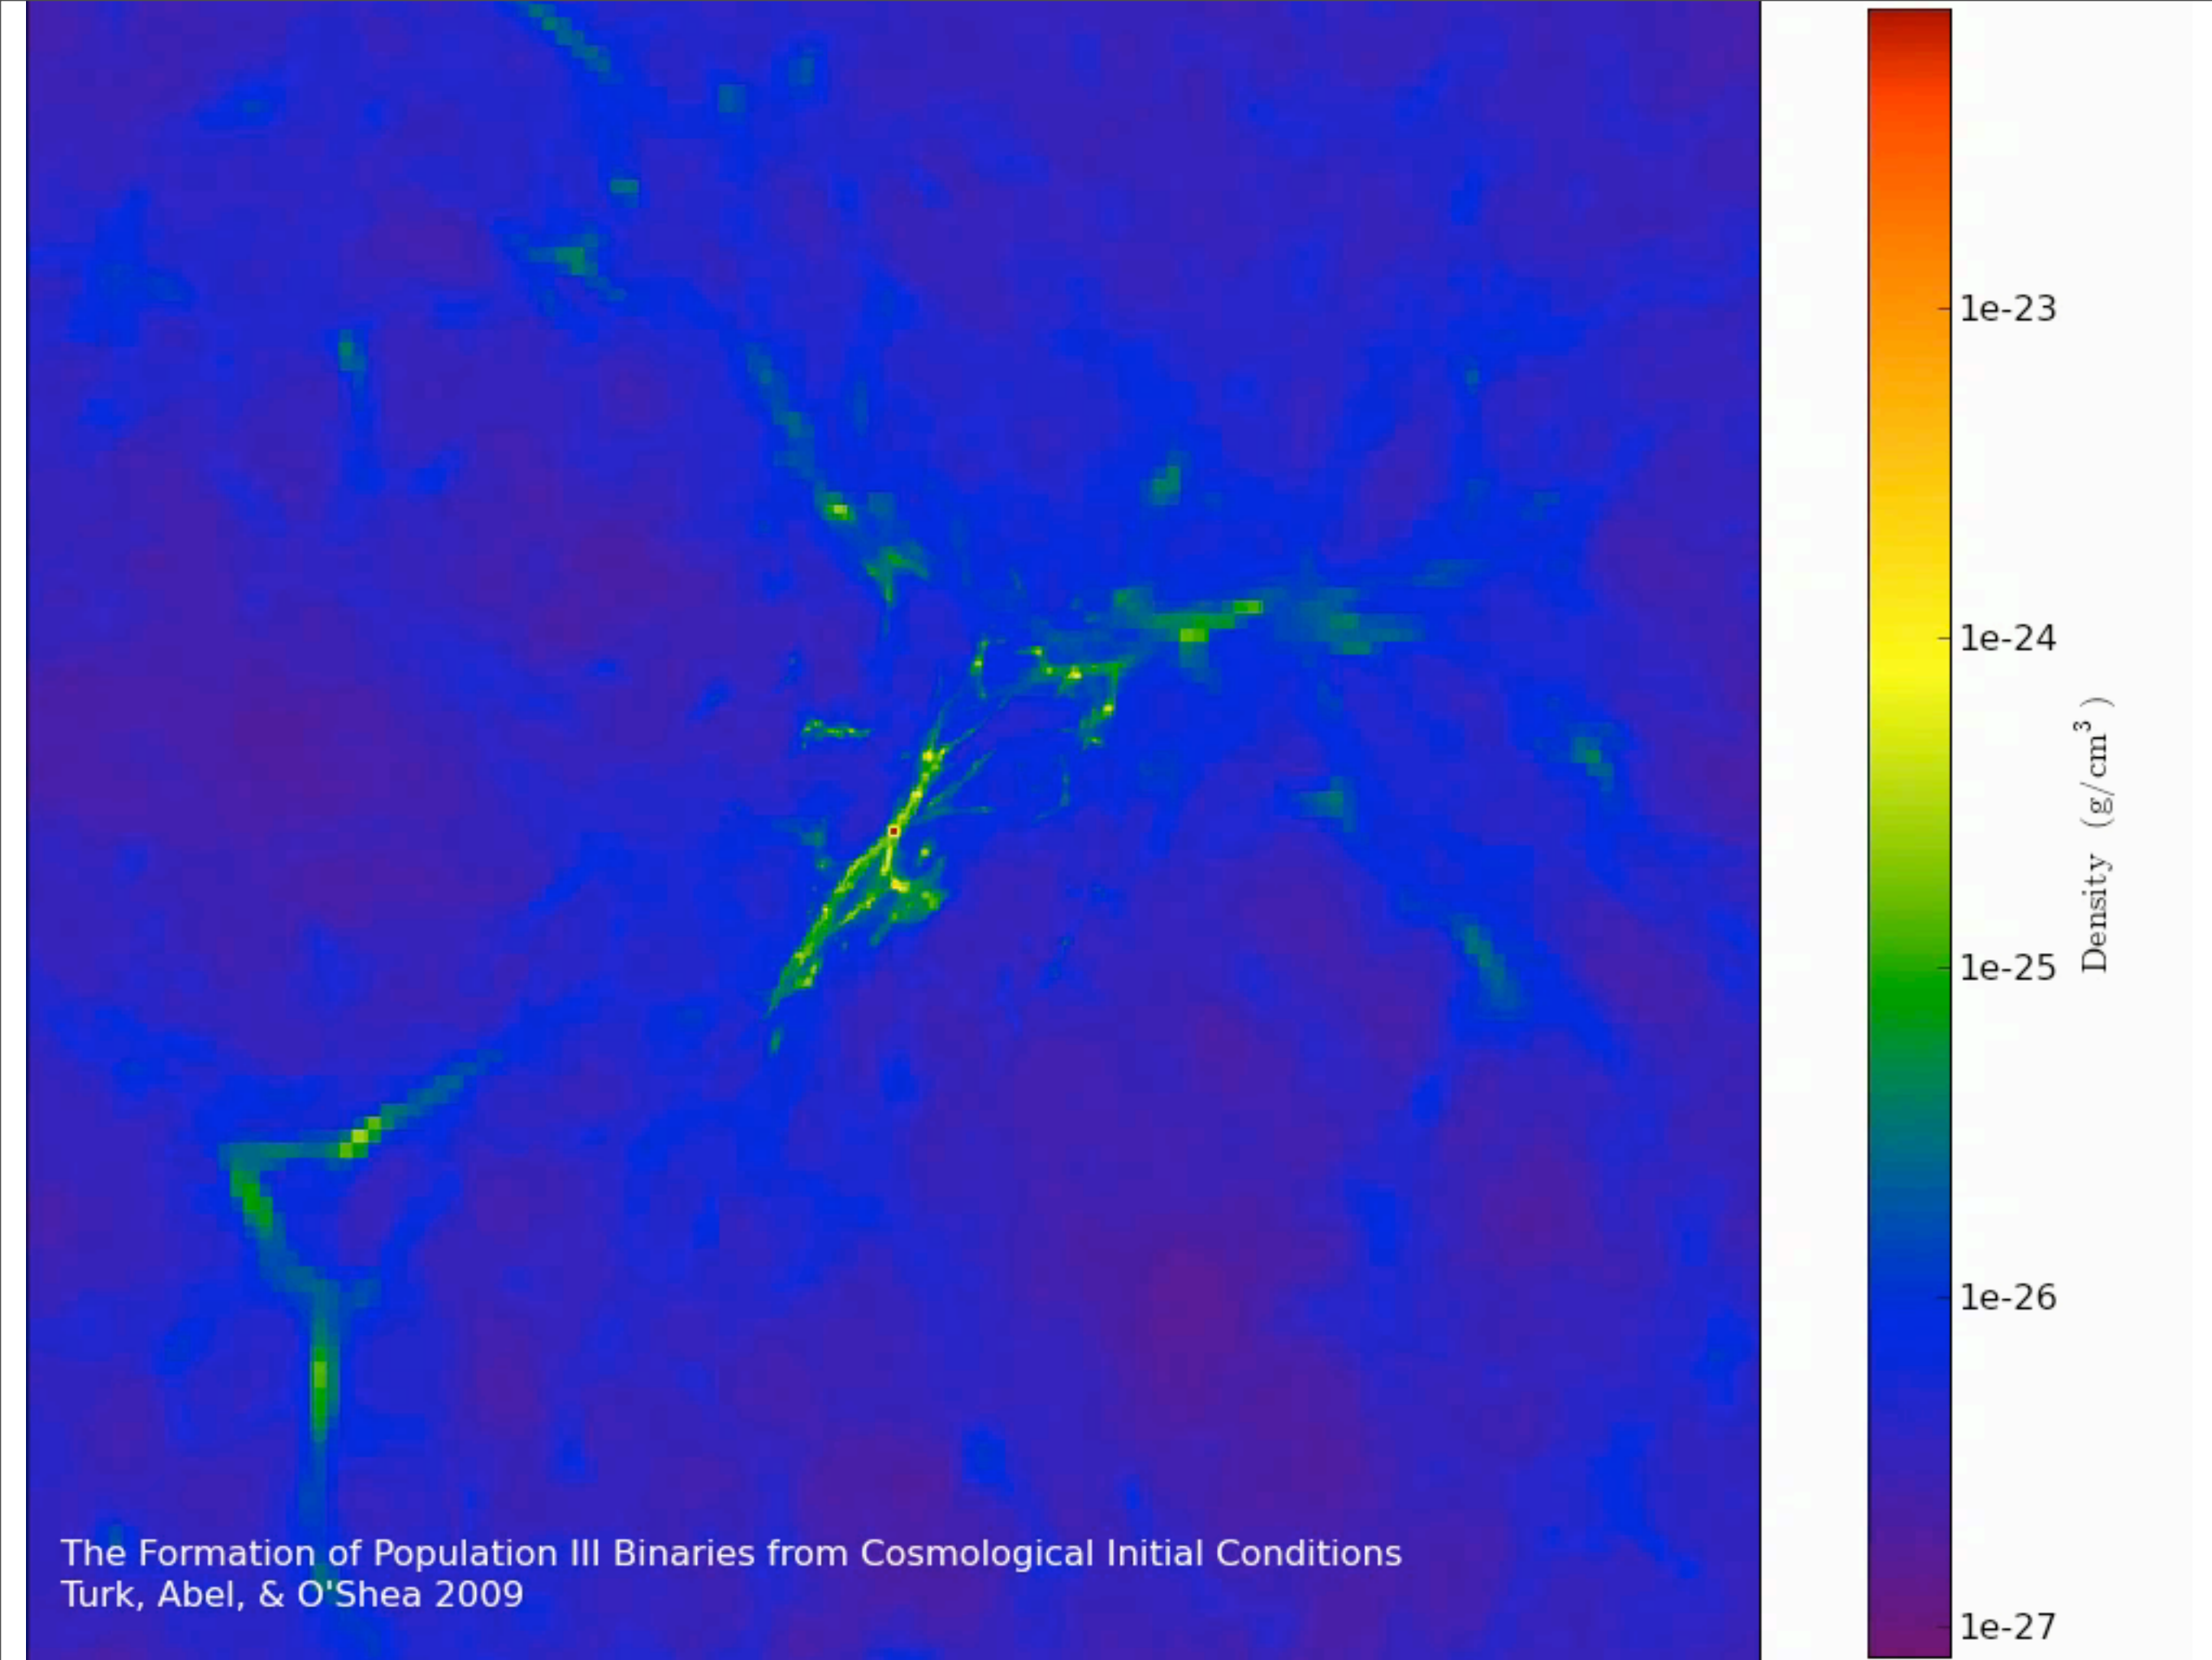 1e-23
1e-24
1e-25
1e-26
1e-27
Density (g/cm³)
The Formation of Population III Binaries from Cosmological Initial Conditions
Turk, Abel, & O'Shea 2009